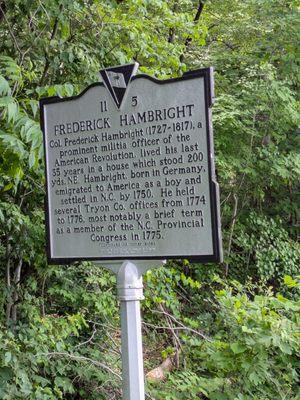 11 5
FREDERICK HAMBRIGHT
Col. Frederick Hambright (1727-1817), a
prominent militia officer of the
American Revolution, lived his last
35 years in a house which stood 200
yds. NE. Hambright, born in Germany,
emigrated to America as a boy and
settled in N.C. by 1750. He held
several Tryon Co. offices from 1774
to 1776, most notably a brief term
as a member of the N.C. Provincial
Congress in 1775.